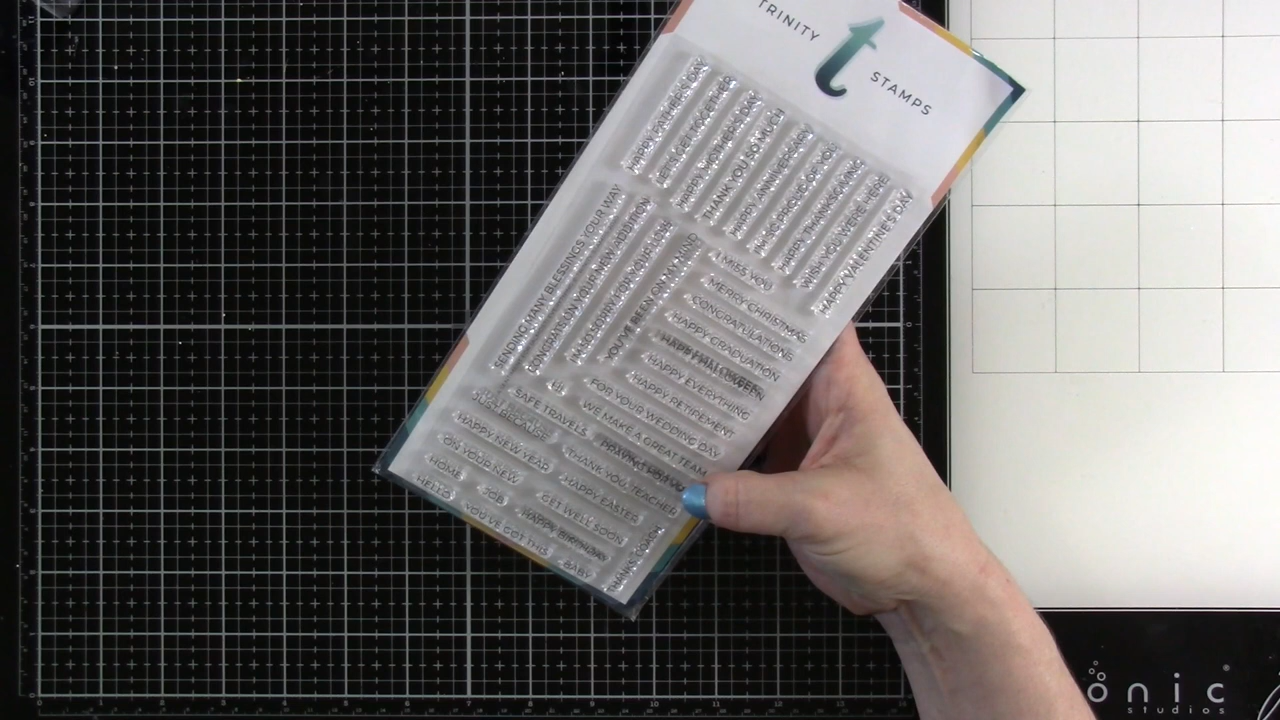 TRINITY
t
STAMPS
HAPPY FATHER'S DAY
LET'S GET TOGETHER
HAPPY MOTHER'S DAY
THANK YOU SO MUCH
HAPPY ANNIVERSARY
I'M SO PROUD OF YOU
HAPPY THANKSGIVING
WISH YOU WERE HERE
HAPPY VALENTINE'S DAY
SENDING MANY BLESSINGS YOUR WAY
CONGRATS ON YOUR NEW ADDITION
I'M SO SORRY FOR YOUR LOSS
YOU'VE BEEN ON MY MIND
I MISS YOU
MERRY CHRISTMAS
CONGRATULATIONS
HAPPY GRADUATION
HAPPY HALLOWEEN
HAPPY EVERYTHING
HAPPY RETIREMENT
FOR YOUR WEDDING DAY
WE MAKE A GREAT TEAM
PRAYING FOR YOU
HI
SAFE TRAVELS
JUST BECAUSE
HAPPY NEW YEAR
THANK YOU TEACHER
ON YOUR NEW
HAPPY EASTER
HOME
JOB
GET WELL SOON
HELLO
HAPPY BIRTHDAY
YOU'VE GOT THIS
BABY
THANKS COACH
onic
studios